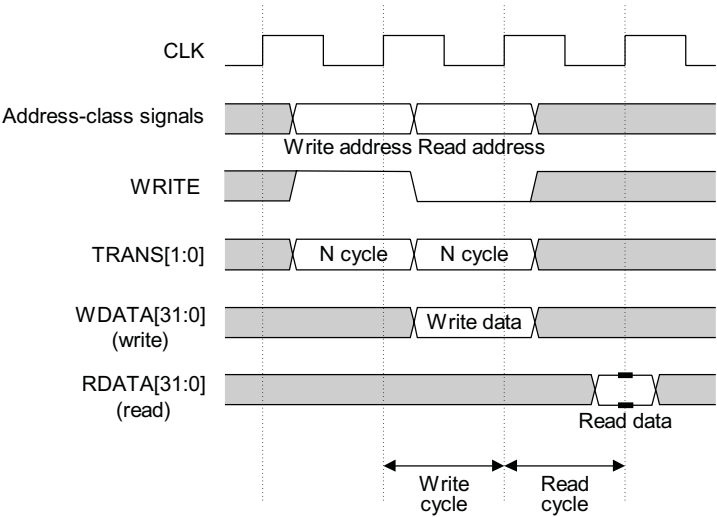 CLK
Address-class signals
Write address Read address
WRITE
TRANS[1:0]
N cycle N cycle
WDATA[31:0]
(write)
Write data
RDATA[31:0]
(read)
Read data
Write
cycle
Read
cycle